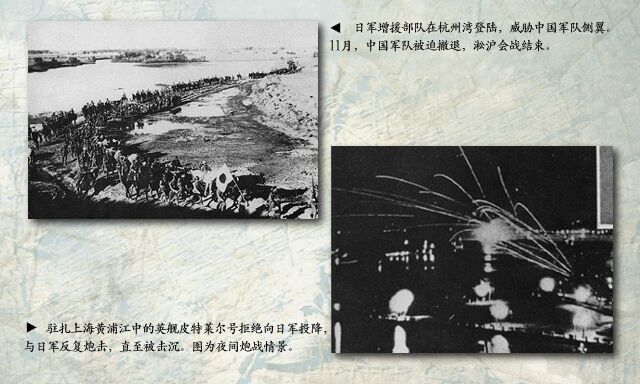 ◀ 日军增援部队在杭州湾登陆，威胁中国军队侧翼。
11月，中国军队被迫撤退，淞沪会战结束。
▶ 驻扎上海黄浦江中的英舰皮特莱尔号拒绝向日军投降，
与日军反复炮击，直至被击沉。图为夜间炮战情景。